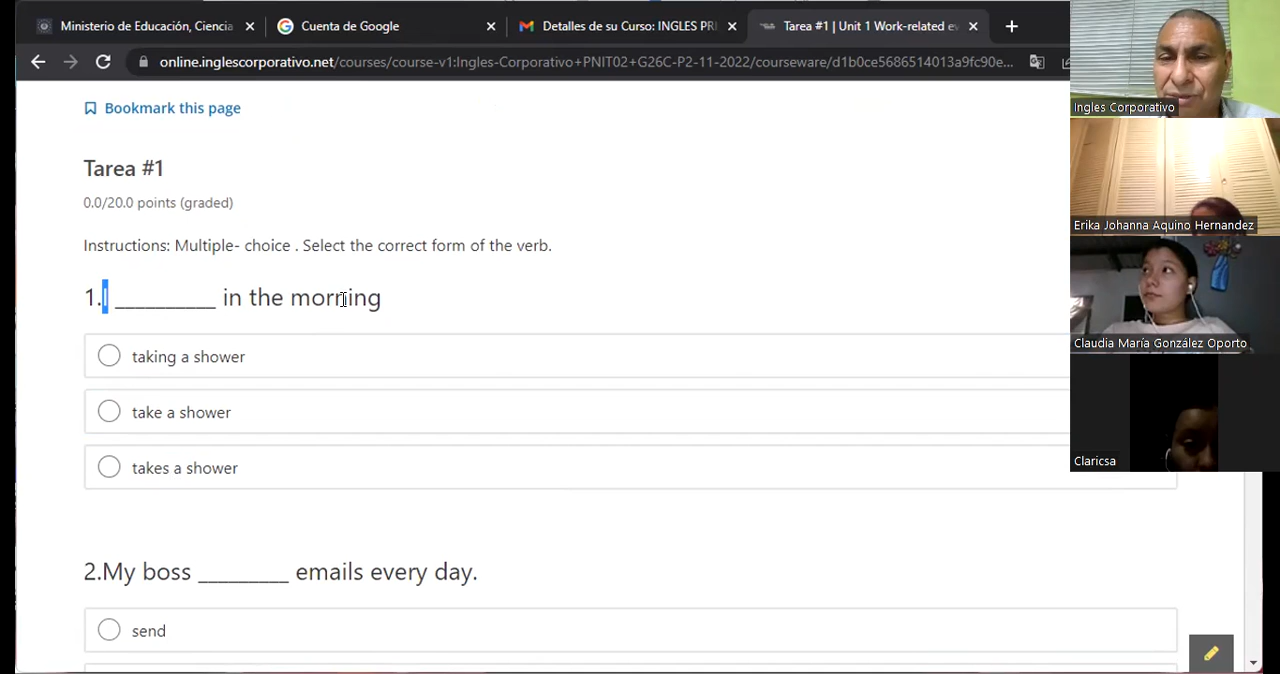 Ministerio de Educación, Ciencia
Cuenta de Google
Detalles de su Curso: INGLES PRI
Tarea #1 | Unit 1 Work-related ev
online.inglescorporativo.net/courses/course-v1:Ingles-Corporativo+PNIT02+G26C-P2-11-2022/courseware/d1b0ce5686514013a9fc90e...
Bookmark this page
Tarea #1
0.0/20.0 points (graded)
Instructions: Multiple- choice . Select the correct form of the verb.
1.I __________ in the morning
taking a shower
take a shower
takes a shower
2.My boss _________ emails every day.
send
Ingles Corporativo
Erika Johanna Aquino Hernandez
Claudia María González Oporto
Claricsa